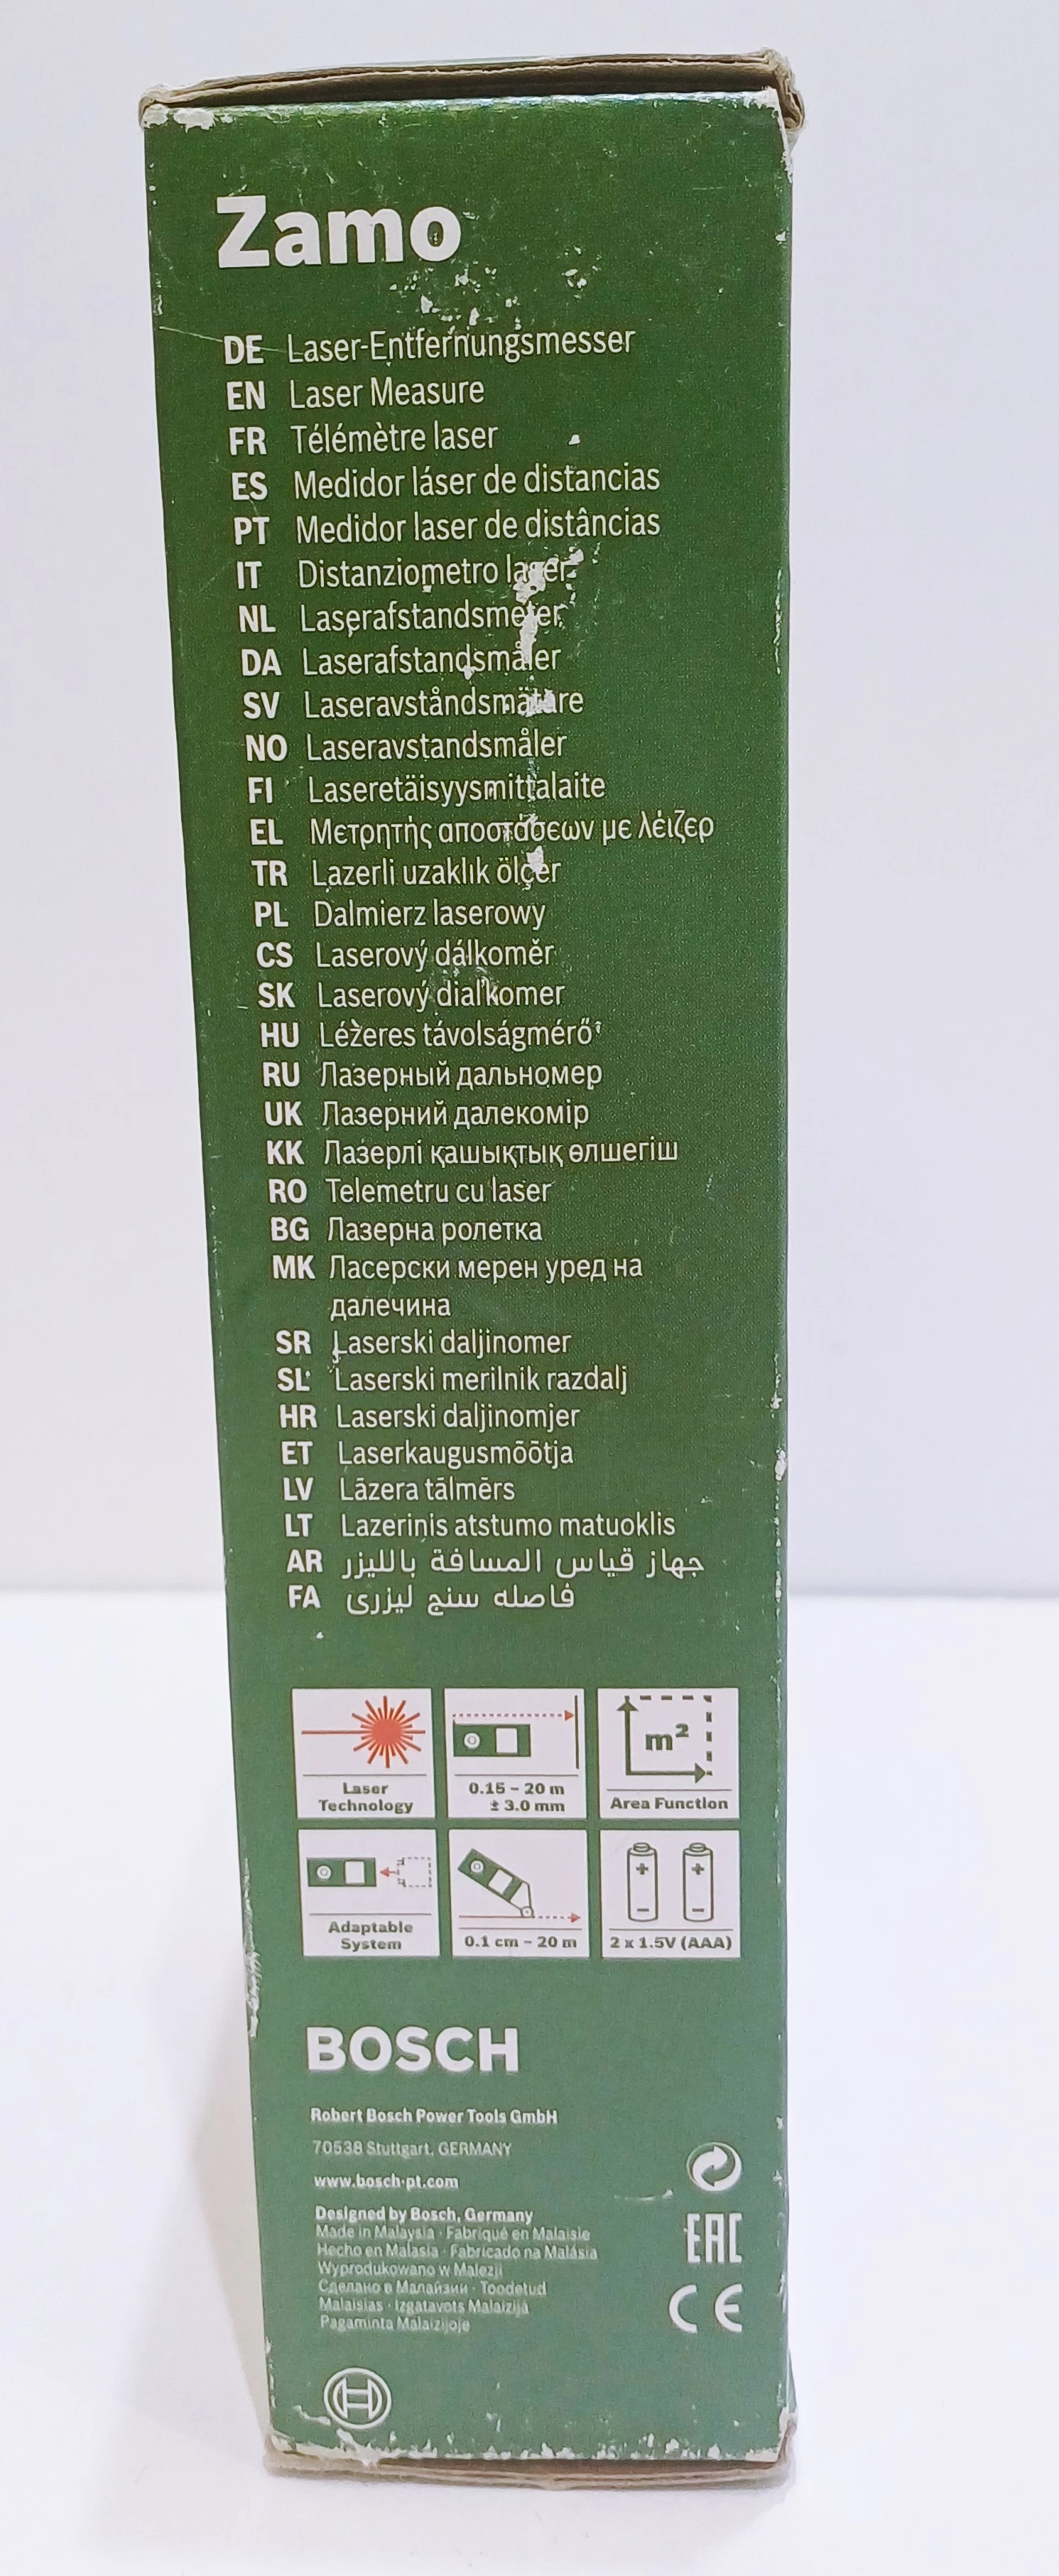 Zamo
DE Laser-Entfernungsmesser
EN Laser Measure
FR Télémètre laser
ES Medidor láser de distancias
PT Medidor laser de distâncias
IT Distanziometro laser
NL Laserafstandsmeter
DA Laserafstandsmåler
SV Laseravståndsmätare
NO Laseravstandsmåler
FI Laseretäisyysmittalaite
EL Μετρητής αποστάσεων με λέιζερ
TR Lazerli uzaklık ölçer
PL Dalmierz laserowy
CS Laserový dálkoměr
SK Laserový diaľkomer
HU Lézeres távolságmérő
RU Лазерный дальномер
UK Лазерний далекомір
KK Лазерлі қашықтық өлшегіш
RO Telemetru cu laser
BG Лазерна ролетка
MK Ласерски мерен уред на
далечина
SR Laserski daljinomer
SL Laserski merilnik razdalj
HR Laserski daljinomjer
ET Laserkaugusmõõtja
LV Lāzera tālmērs
LT Lazerinis atstumo matuoklis
AR جهاز قياس المسافة بالليزر
FA فاصله سنج ليزرى
m²
Laser
Technology
0.15 – 20 m
± 3.0 mm
Area Function
Adaptable
System
0.1 cm – 20 m
2 x 1.5V (AAA)
BOSCH
Robert Bosch Power Tools GmbH
70538 Stuttgart, GERMANY
www.bosch-pt.com
Designed by Bosch, Germany
Made in Malaysia · Fabriqué en Malaisie
Hecho en Malasia · Fabricado na Malásia
Wyprodukowano w Malezji
Сделано в Малайзии · Toodetud
Malaisias · Izgatavots Malaizijā
Pagaminta Malaizijoje
EAC
CE